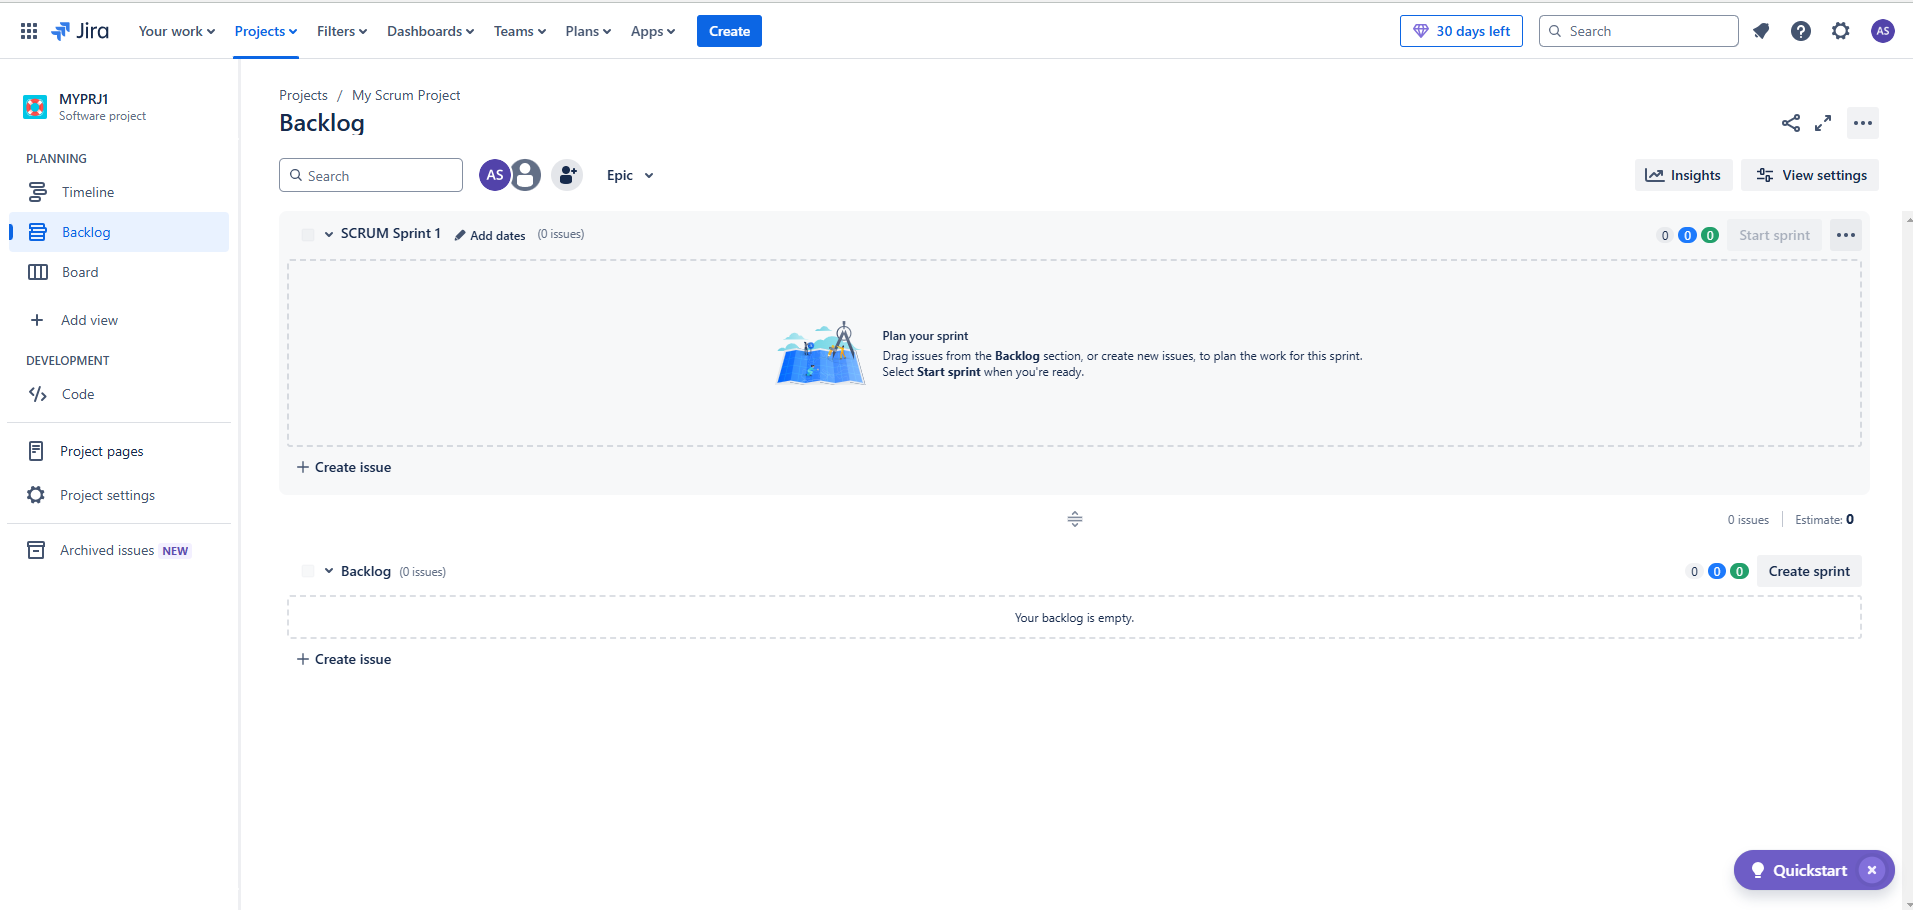 Jira Your work Projects Filters Dashboards Teams Plans Apps Create 30 days left Search AS
MYPRJ1
Software project
PLANNING
Timeline
Backlog
Board
Add view
DEVELOPMENT
Code
Project pages
Project settings
Archived issues NEW
Projects / My Scrum Project
Backlog
Search AS Epic Insights View settings
SCRUM Sprint 1 Add dates (0 issues) 0 0 0 Start sprint
Plan your sprint
Drag issues from the Backlog section, or create new issues, to plan the work for this sprint.
Select Start sprint when you're ready.
+ Create issue
0 issues Estimate: 0
Backlog (0 issues) 0 0 0 Create sprint
Your backlog is empty.
+ Create issue
Quickstart